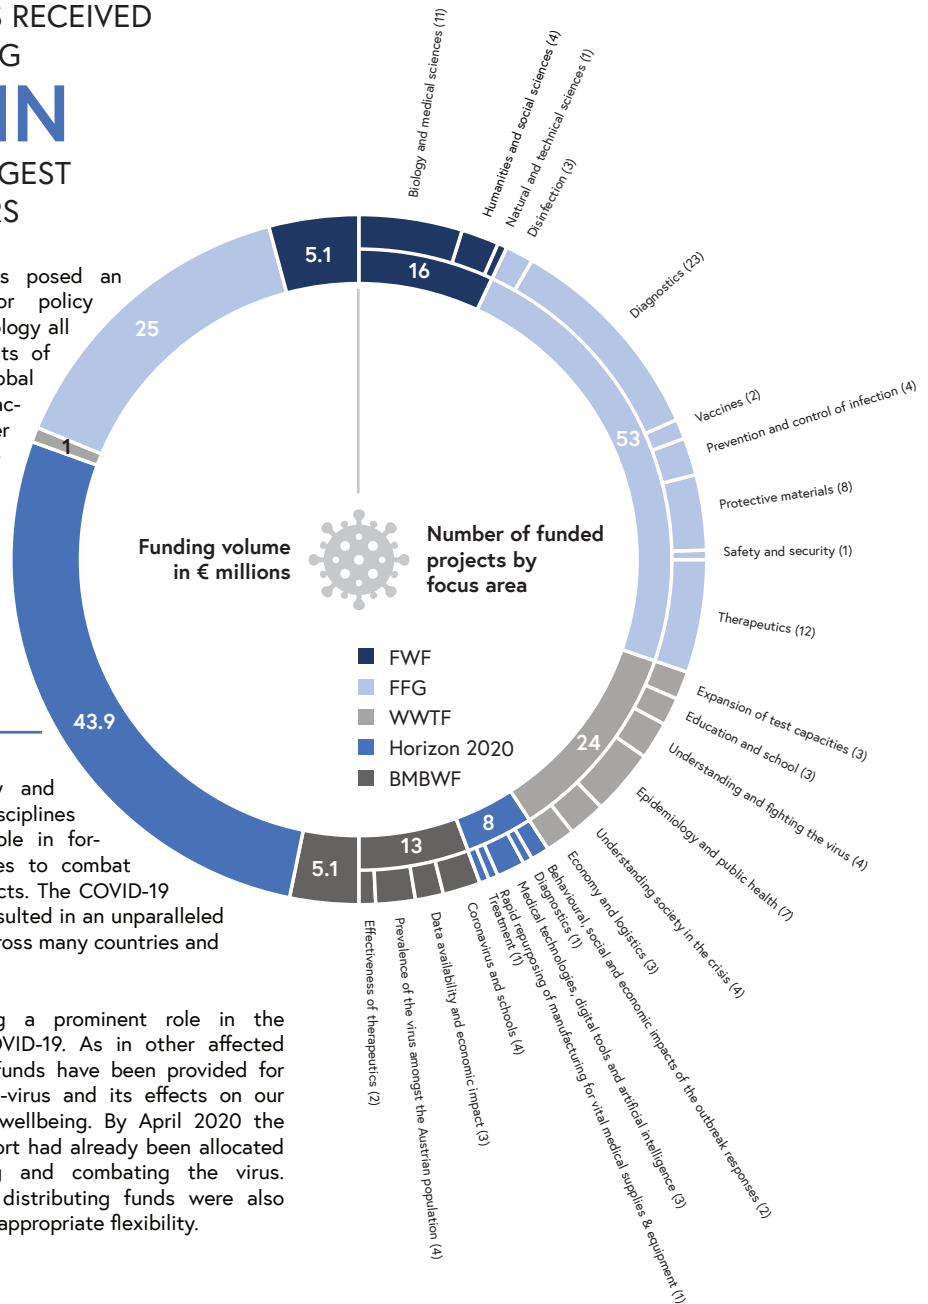 RECEIVED
G
IN
GEST
RS
s posed an
or policy
ology all
ts of
obal
ac-
er
5.1
25
1
43.9
5.1
16
53
24
8
13
Biology and medical sciences (11)
Humanities and social sciences (4)
Natural and technical sciences (1)
Disinfection (3)
Diagnostics (23)
Vaccines (2)
Prevention and control of infection (4)
Protective materials (8)
Safety and security (1)
Therapeutics (12)
Expansion of test capacities (3)
Education and school (3)
Understanding and fighting the virus (4)
Epidemiology and public health (7)
Understanding society in the crisis (4)
Economy and logistics (3)
Behavioural, social and economic impacts of the outbreak responses (2)
Diagnostics (1)
Medical technologies, digital tools and artificial intelligence (3)
Rapid repurposing of manufacturing for vital medical supplies & equipment (1)
Treatment (1)
Coronavirus and schools (4)
Data availability and economic impact (3)
Prevalence of the virus amongst the Austrian population (4)
Effectiveness of therapeutics (2)
Funding volume
in € millions
Number of funded
projects by
focus area
FWF
FFG
WWTF
Horizon 2020
BMBWF
y and
sciplines
ole in for-
es to combat
cts. The COVID-19
sulted in an unparalleled
ross many countries and
g a prominent role in the
OVID-19. As in other affected
funds have been provided for
-virus and its effects on our
wellbeing. By April 2020 the
ort had already been allocated
g and combating the virus.
distributing funds were also
appropriate flexibility.